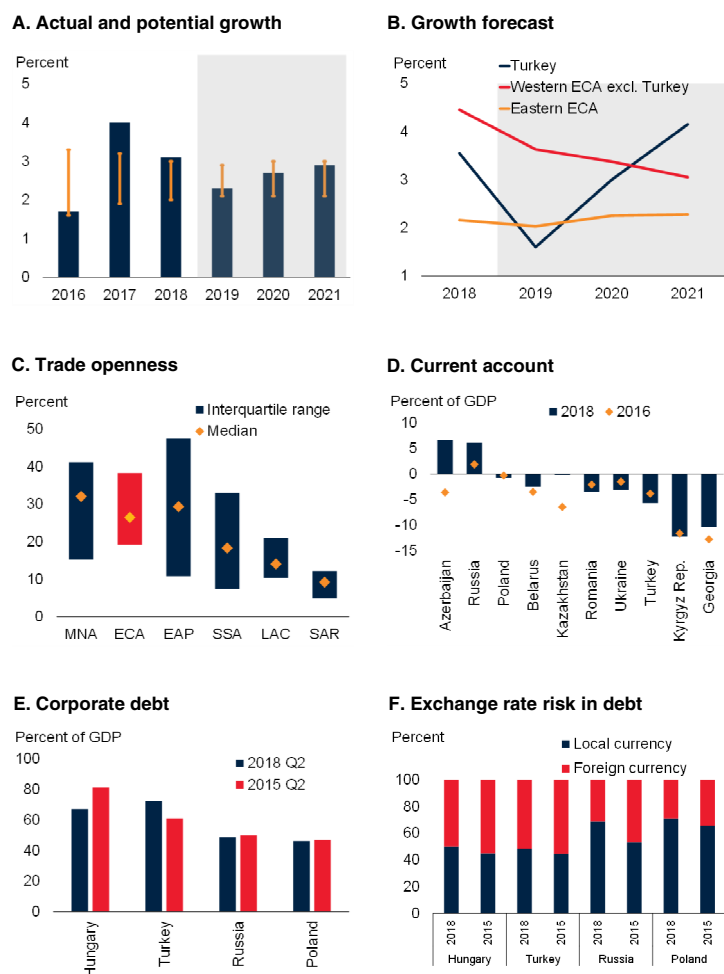 A. Actual and potential growth
Percent
5
4
3
2
1
0
2016 2017 2018 2019 2020 2021
B. Growth forecast
Percent
Turkey
Western ECA excl. Turkey
Eastern ECA
5
4
3
2
1
2018 2019 2020 2021
C. Trade openness
Percent
Interquartile range
Median
50
40
30
20
10
0
MNA ECA EAP SSA LAC SAR
D. Current account
Percent of GDP
2018 2016
10
5
0
-5
-10
-15
Azerbaijan
Russia
Poland
Belarus
Kazakhstan
Romania
Ukraine
Turkey
Kyrgyz Rep.
Georgia
E. Corporate debt
Percent of GDP
2018 Q2
2015 Q2
100
80
60
40
20
0
Hungary
Turkey
Russia
Poland
F. Exchange rate risk in debt
Percent
Local currency
Foreign currency
100
80
60
40
20
0
2018 2015 2018 2015 2018 2015 2018 2015
Hungary Turkey Russia Poland